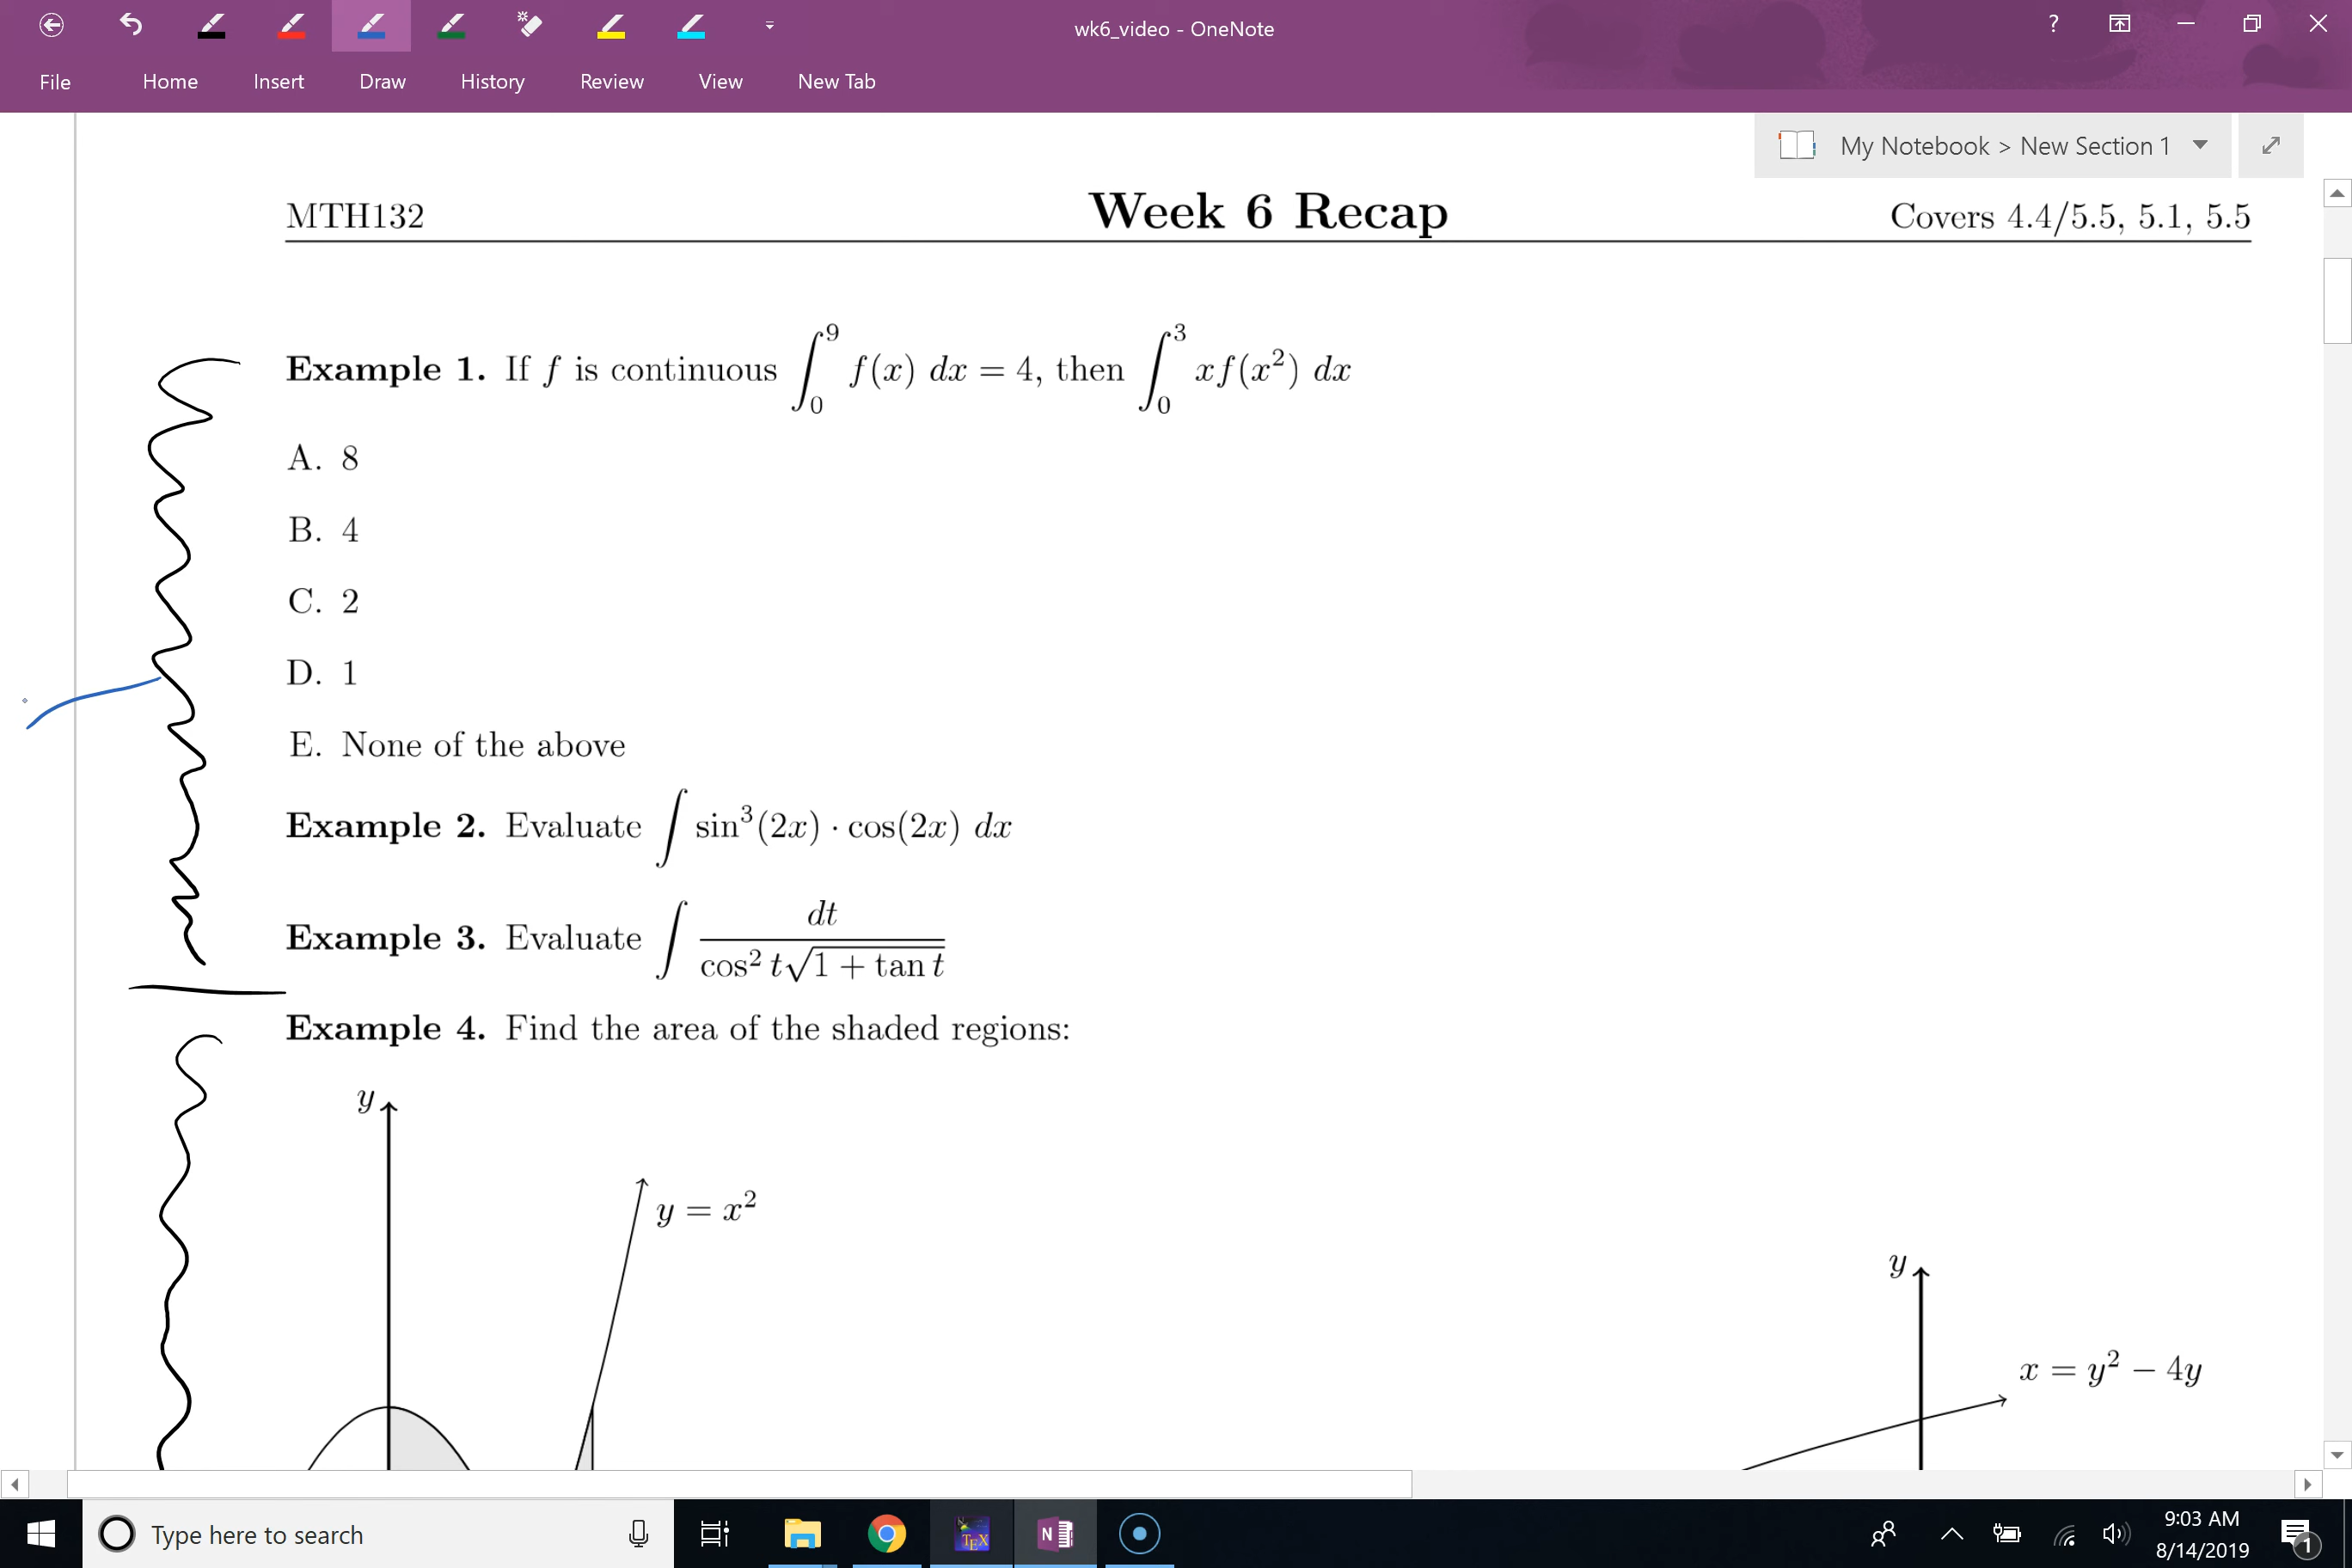 wk6_video - OneNote
?
File Home Insert Draw History Review View New Tab
My Notebook > New Section 1
MTH132 Week 6 Recap Covers 4.4/5.5, 5.1, 5.5
Example 1. If f is continuous ∫₀⁹ f(x) dx = 4, then ∫₀³ xf(x²) dx
A. 8
B. 4
C. 2
D. 1
E. None of the above
Example 2. Evaluate ∫ sin³(2x) · cos(2x) dx
Example 3. Evaluate ∫ dt / (cos² t√(1 + tan t))
Example 4. Find the area of the shaded regions:
y
y = x²
y
x = y² − 4y
Type here to search
TEX
N
9:03 AM
8/14/2019
1